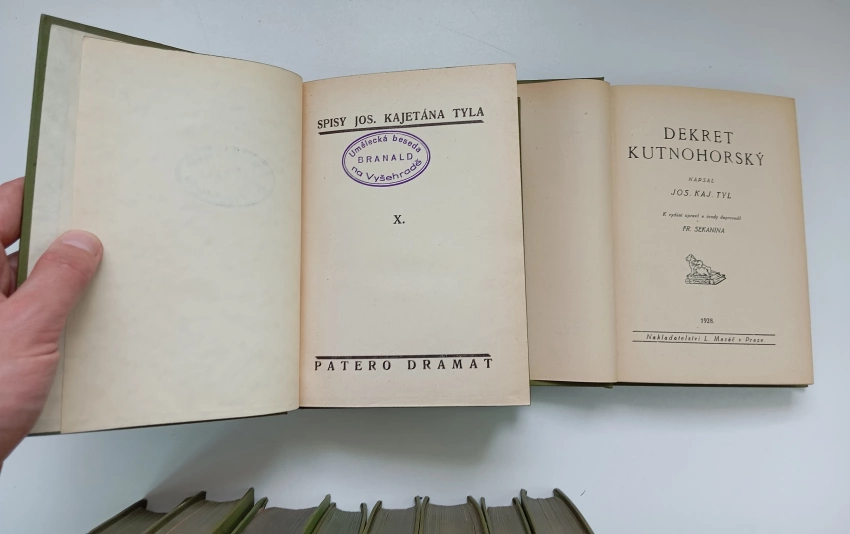 SPISY JOS. KAJETÁNA TYLA
Umělecká beseda
BRANALD
na Vyšehradě
X.
PATERO DRAMAT
DEKRET
KUTNOHORSKÝ
NAPSAL
JOS. KAJ. TYL
K vydání upravil a úvody doprovodil
FR. SEKANINA
1928
Nakladatelství L. Mazáč v Praze